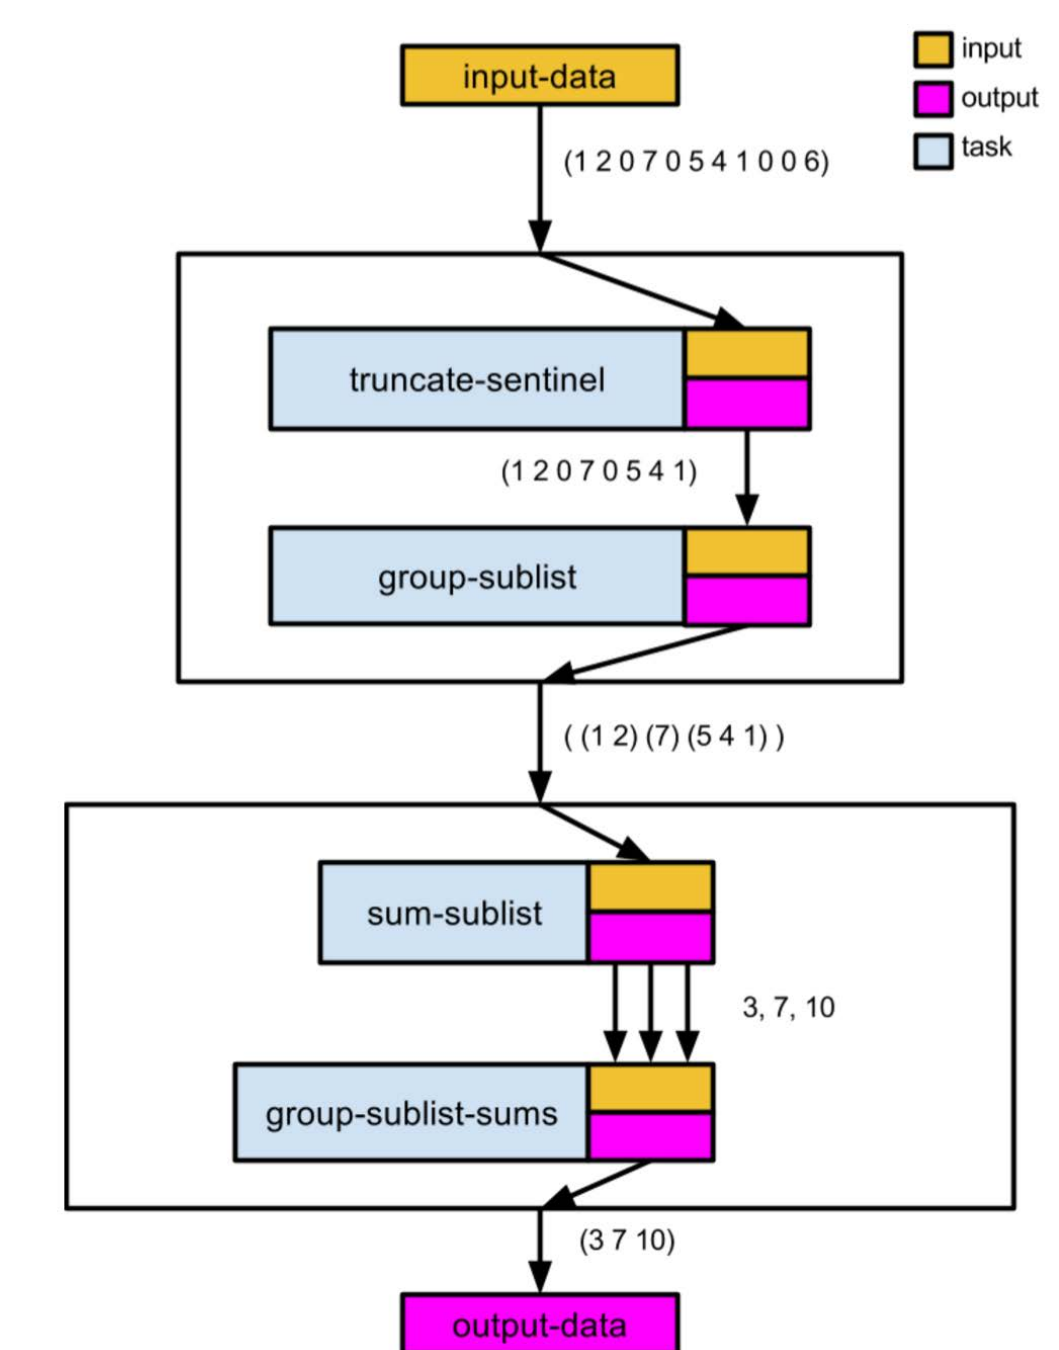 input-data
input
output
task
(1 2 0 7 0 5 4 1 0 0 6)
truncate-sentinel
(1 2 0 7 0 5 4 1)
group-sublist
( (1 2) (7) (5 4 1) )
sum-sublist
3, 7, 10
group-sublist-sums
(3 7 10)
output-data